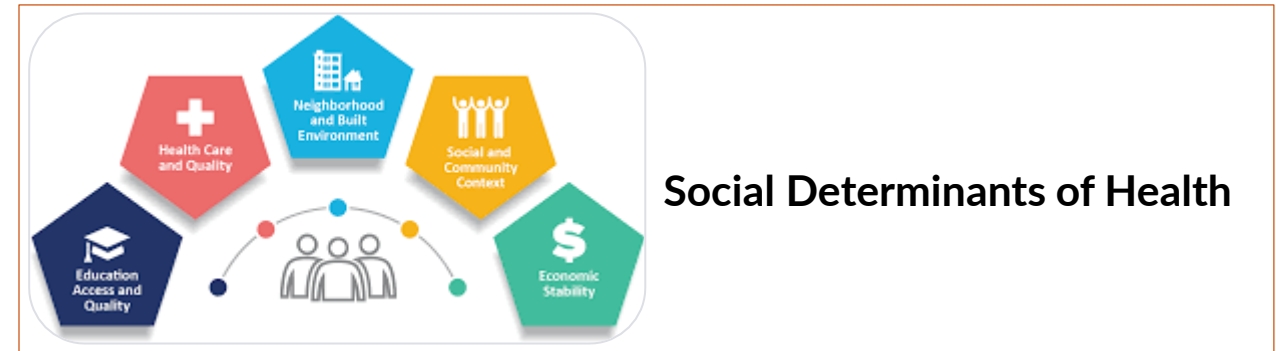 Neighborhood
and Built
Environment
Health Care
and Quality
Social and
Community
Context
Education
Access and
Quality
$
Economic
Stability
Social Determinants of Health